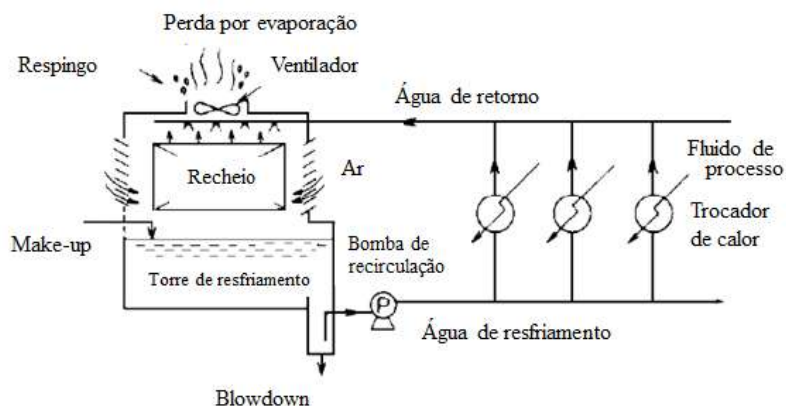 Perda por evaporação
Respingo
Ventilador
Água de retorno
Recheio
Ar
Fluido de
processo
Trocador
de calor
Make-up
Bomba de
recirculação
Torre de resfriamento
P
Água de resfriamento
Blowdown